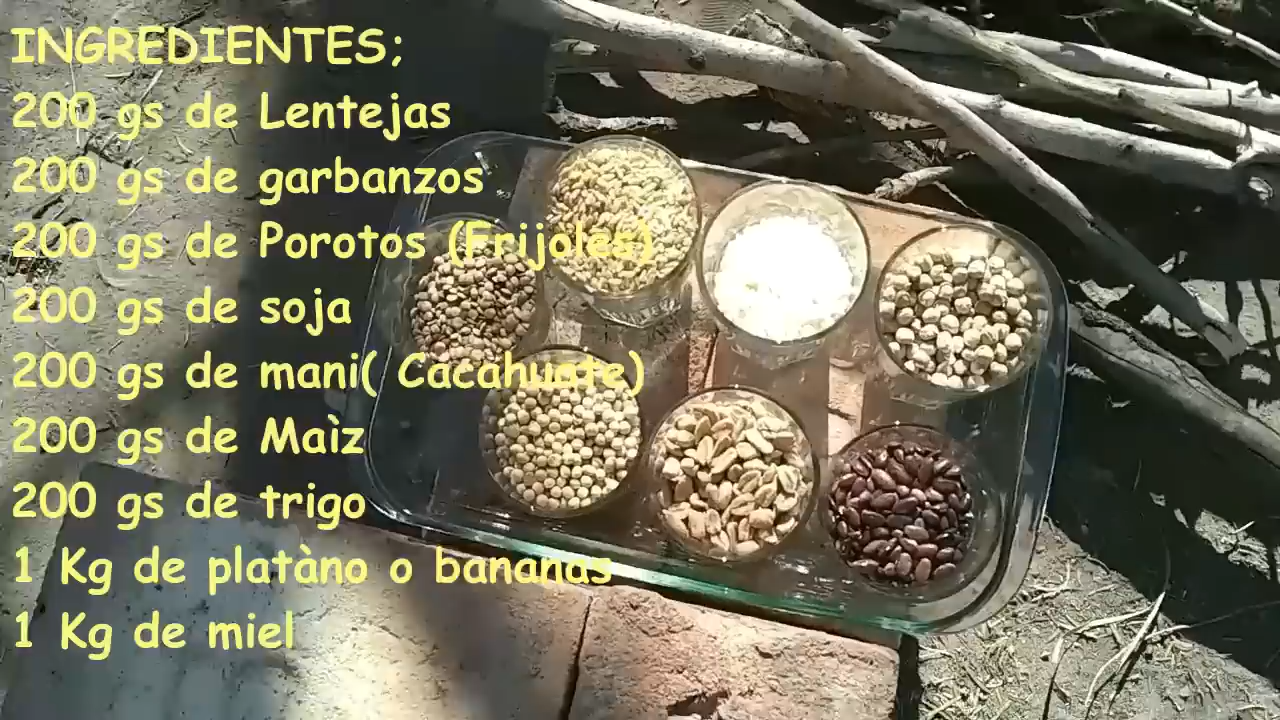 INGREDIENTES;
200 gs de Lentejas
200 gs de garbanzos
200 gs de Porotos (Frijoles)
200 gs de soja
200 gs de mani( Cacahuate)
200 gs de Maìz
200 gs de trigo
1 Kg de platàno o bananas
1 Kg de miel